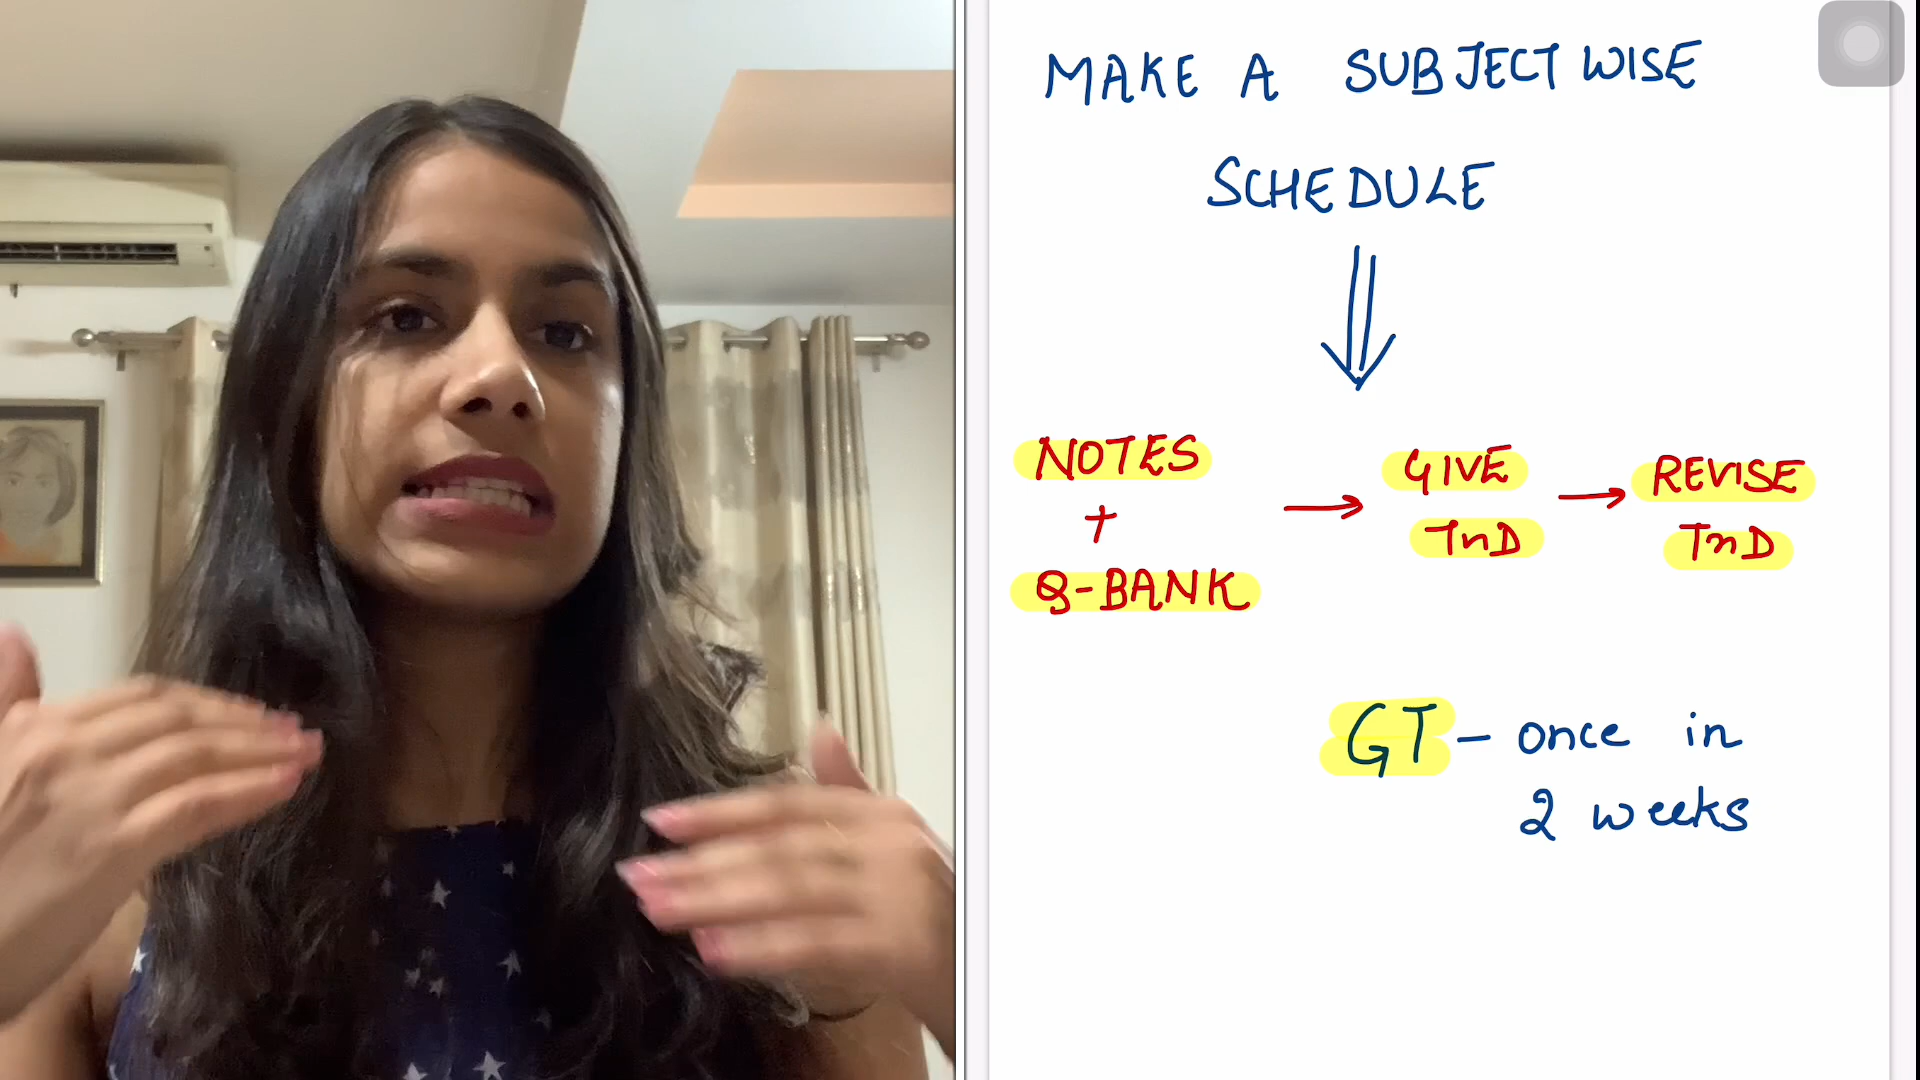 MAKE A SUBJECT WISE
SCHEDULE
NOTES
+
Q-BANK
GIVE
TnD
REVISE
TnD
GT - once in
2 weeks